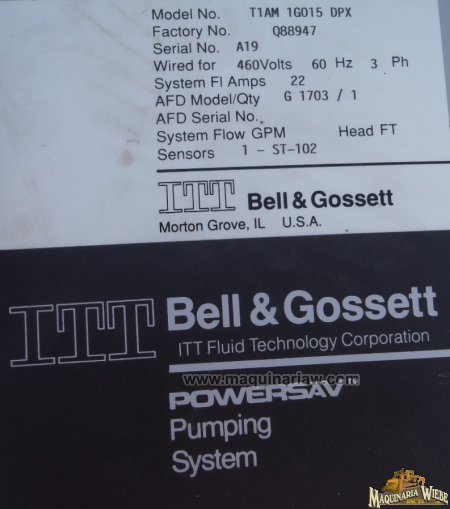 Model No. T1AM 1G015 DPX
Factory No. Q88947
Serial No. A19
Wired for 460Volts 60 Hz 3 Ph
System Fl Amps 22
AFD Model/Qty G 1703 / 1
AFD Serial No.
System Flow GPM Head FT
Sensors 1 - ST-102
ITT Bell & Gossett
Morton Grove, IL U.S.A.
ITT Bell & Gossett
ITT Fluid Technology Corporation
www.maquinariaw.com
POWERSAV™
Pumping
System
MAQUINARIA WIEBE